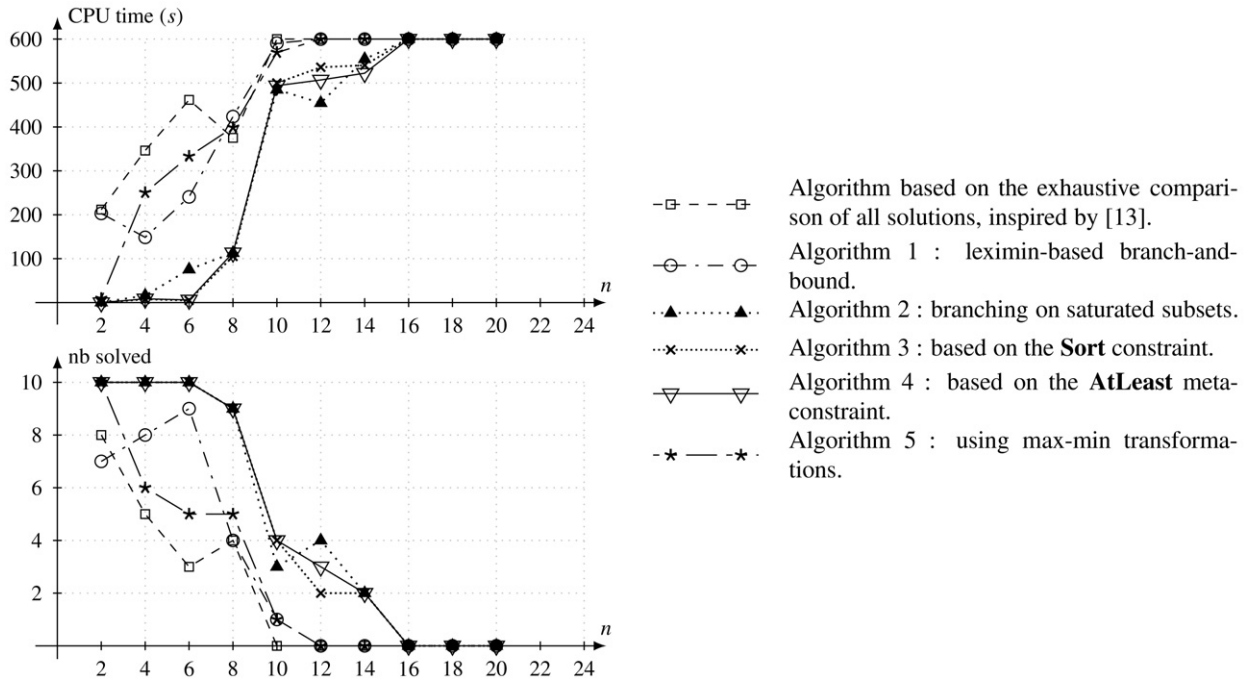 CPU time (s)
600
500
400
300
200
100
2 4 6 8 10 12 14 16 18 20 22 24
n
nb solved
10
8
6
4
2
2 4 6 8 10 12 14 16 18 20 22 24
n
Algorithm based on the exhaustive compari-
son of all solutions, inspired by [13].
Algorithm 1 : leximin-based branch-and-
bound.
Algorithm 2 : branching on saturated subsets.
Algorithm 3 : based on the Sort constraint.
Algorithm 4 : based on the AtLeast meta-
constraint.
Algorithm 5 : using max-min transforma-
tions.